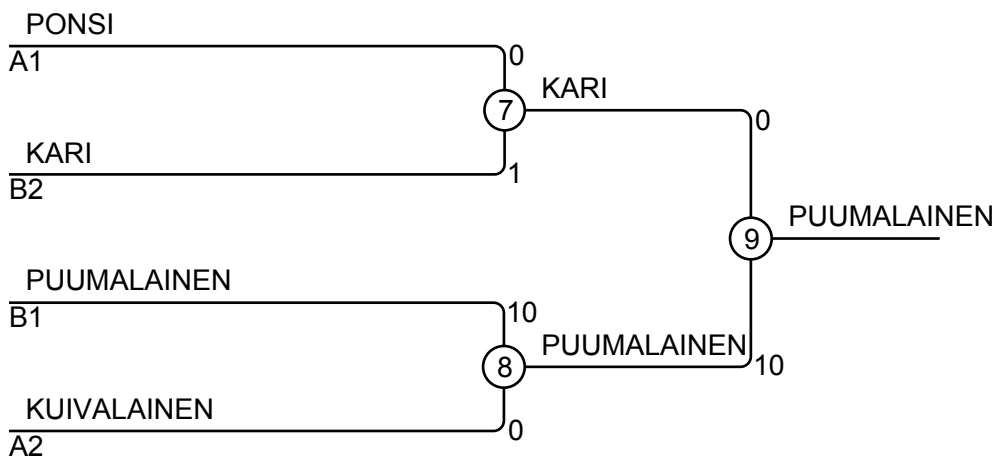 PONSI
A1
0
7
KARI
0
KARI
B2
1
9
PUUMALAINEN
PUUMALAINEN
B1
10
8
PUUMALAINEN
10
KUIVALAINEN
A2
0